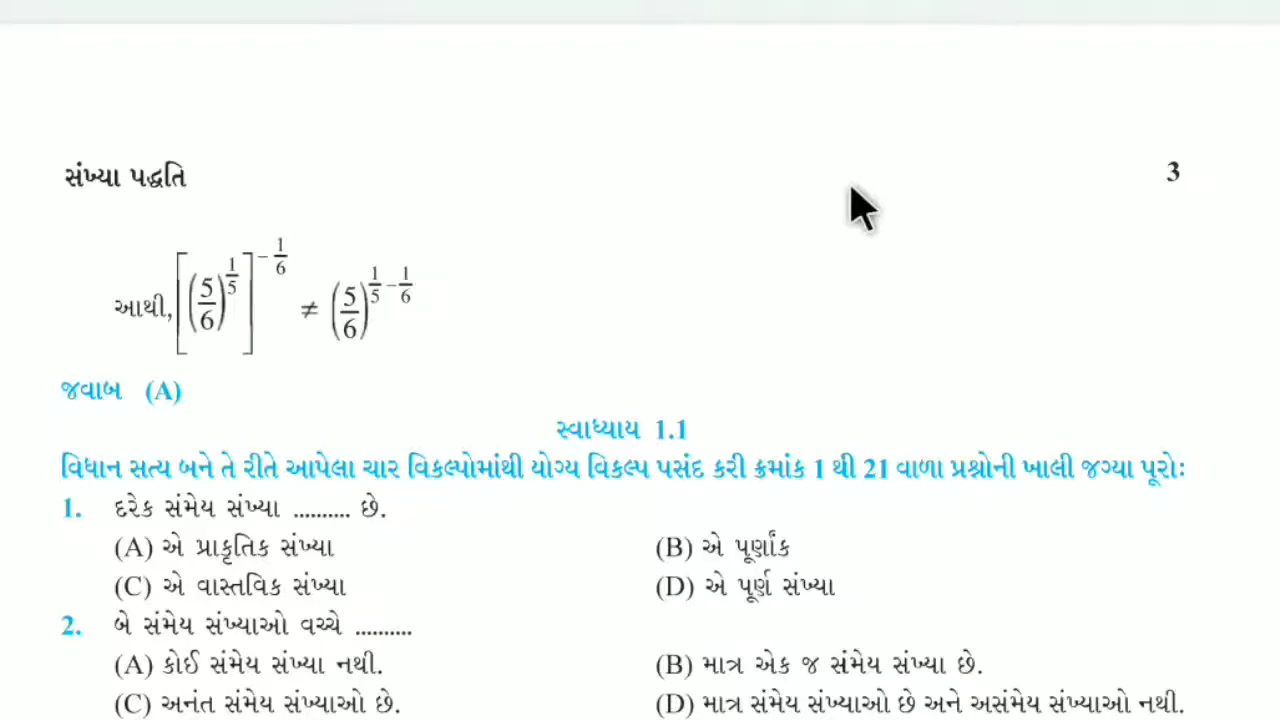 સંખ્યા પદ્ધતિ 3
આથી, [(5/6)^(1/5)]^(-1/6) ≠ (5/6)^(1/5 - 1/6)
જવાબ (A)
સ્વાધ્યાય 1.1
વિધાન સત્ય બને તે રીતે આપેલા ચાર વિકલ્પોમાંથી યોગ્ય વિકલ્પ પસંદ કરી ક્રમાંક 1 થી 21 વાળા પ્રશ્નોની ખાલી જગ્યા પૂરો:
1. દરેક સંમેય સંખ્યા .......... છે.
(A) એ પ્રાકૃતિક સંખ્યા (B) એ પૂર્ણાંક
(C) એ વાસ્તવિક સંખ્યા (D) એ પૂર્ણ સંખ્યા
2. બે સંમેય સંખ્યાઓ વચ્ચે ..........
(A) કોઈ સંમેય સંખ્યા નથી. (B) માત્ર એક જ સંમેય સંખ્યા છે.
(C) અનંત સંમેય સંખ્યાઓ છે. (D) માત્ર સંમેય સંખ્યાઓ છે અને અસંમેય સંખ્યાઓ નથી.